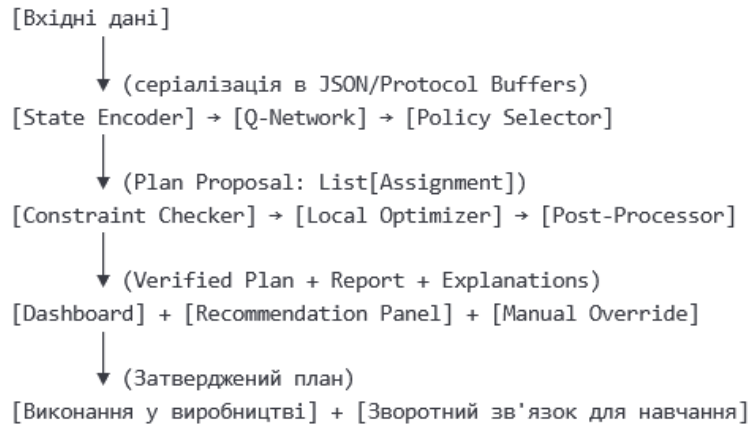 [Вхідні дані]
(серіалізація в JSON/Protocol Buffers)
[State Encoder] → [Q-Network] → [Policy Selector]
(Plan Proposal: List[Assignment])
[Constraint Checker] → [Local Optimizer] → [Post-Processor]
(Verified Plan + Report + Explanations)
[Dashboard] + [Recommendation Panel] + [Manual Override]
(Затверджений план)
[Виконання у виробництві] + [Зворотний зв'язок для навчання]